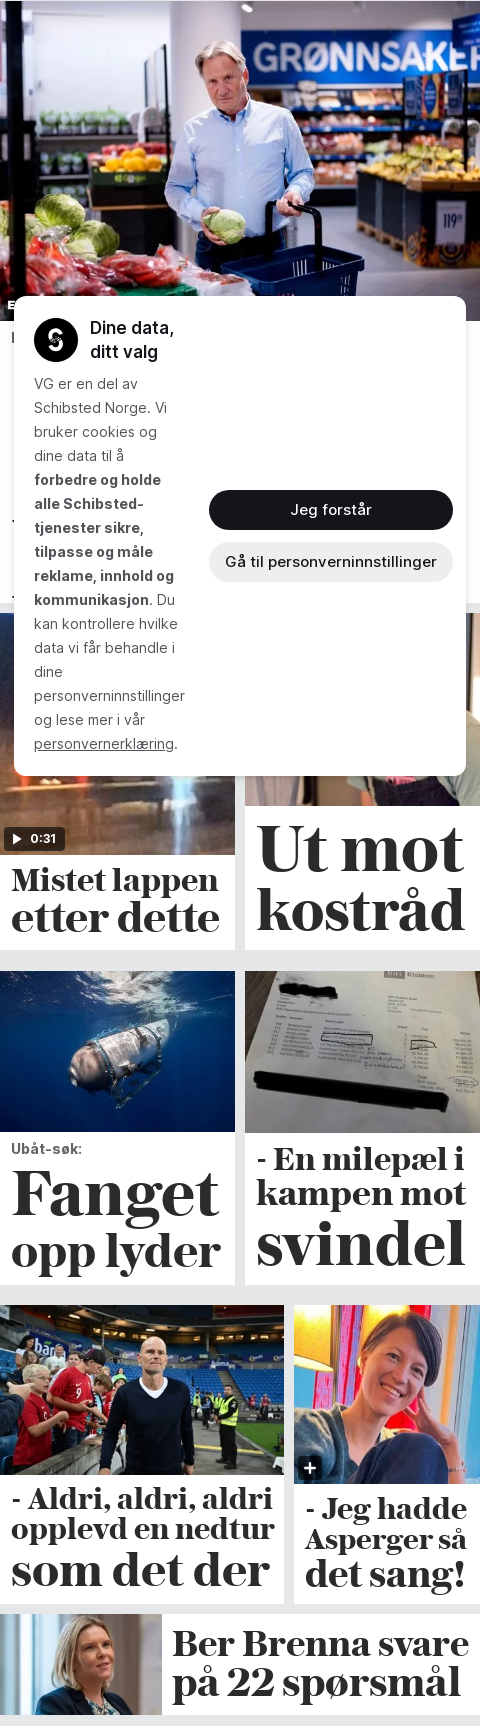 GRØNNSAKER
119
Dine data,
ditt valg
VG er en del av
Schibsted Norge. Vi
bruker cookies og
dine data til å
forbedre og holde
alle Schibsted-
tjenester sikre,
tilpasse og måle
reklame, innhold og
kommunikasjon. Du
kan kontrollere hvilke
data vi får behandle i
dine
personverninnstillinger
og lese mer i vår
personvernerklæring.
Jeg forstår
Gå til personverninnstillinger
0:31
Mistet lappen
etter dette
Ut mot
kostråd
Ubåt-søk:
Fanget
opp lyder
- En milepæl i
kampen mot
svindel
- Aldri, aldri, aldri
opplevd en nedtur
som det der
- Jeg hadde
Asperger så
det sang!
Ber Brenna svare
på 22 spørsmål